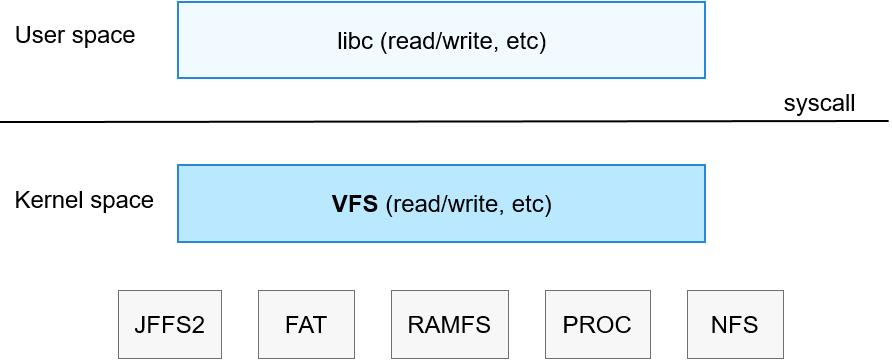 User space
libc (read/write, etc)
syscall
Kernel space
VFS (read/write, etc)
JFFS2
FAT
RAMFS
PROC
NFS